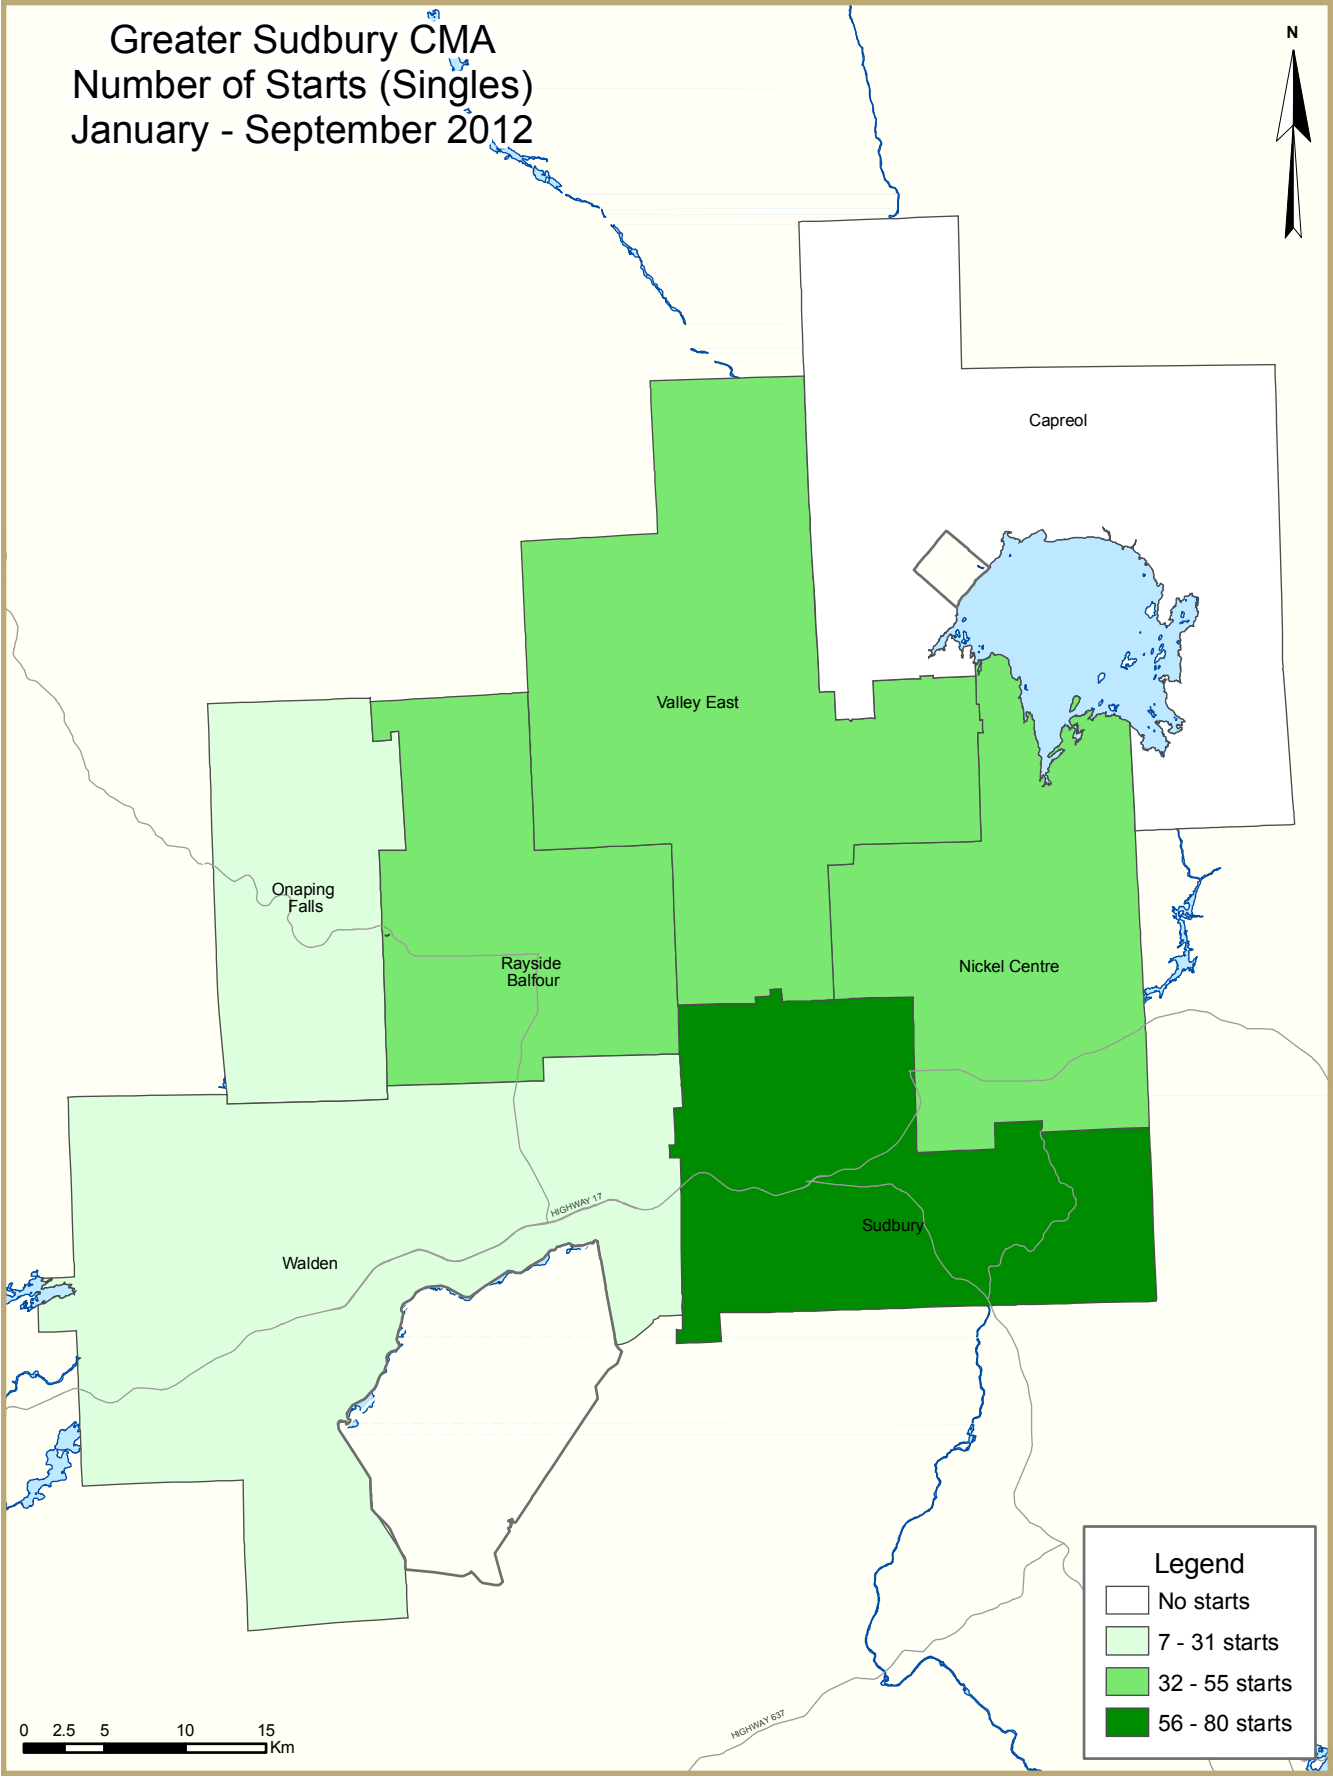 Greater Sudbury CMA
Number of Starts (Singles)
January - September 2012
N
Capreol
Valley East
Onaping
Falls
Rayside
Balfour
Nickel Centre
HIGHWAY 17
Sudbury
Walden
Legend
No starts
7 - 31 starts
32 - 55 starts
56 - 80 starts
HIGHWAY 637
0 2.5 5 10 15
Km